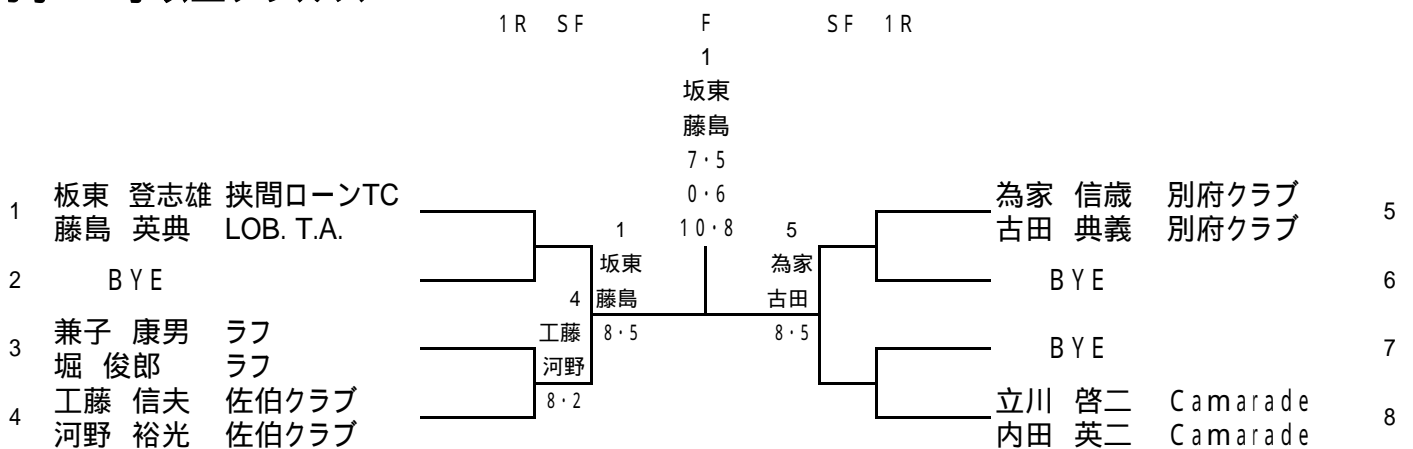 1R SF F SF 1R
1
坂東
藤島
7・5
0・6
10・8
1 板東 登志雄 挟間ローンTC
藤島 英典 LOB. T.A.
2 BYE
3 兼子 康男 ラフ
堀 俊郎 ラフ
4 工藤 信夫 佐伯クラブ
河野 裕光 佐伯クラブ
4
工藤
河野
8・2
1
坂東
藤島
8・5
5
為家
古田
8・5
為家 信歳 別府クラブ 5
古田 典義 別府クラブ
BYE 6
BYE 7
立川 啓二 Camarade 8
内田 英二 Camarade